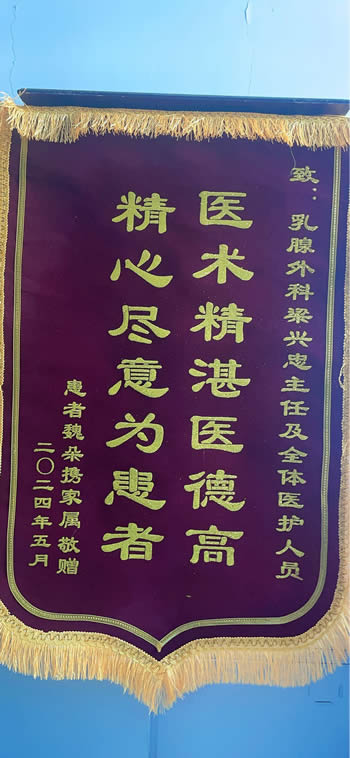 致：乳腺外科梁兴忠主任及全体医护人员
医术精湛医德高
精心尽意为患者
患者魏朵携家属敬赠
二〇二四年五月